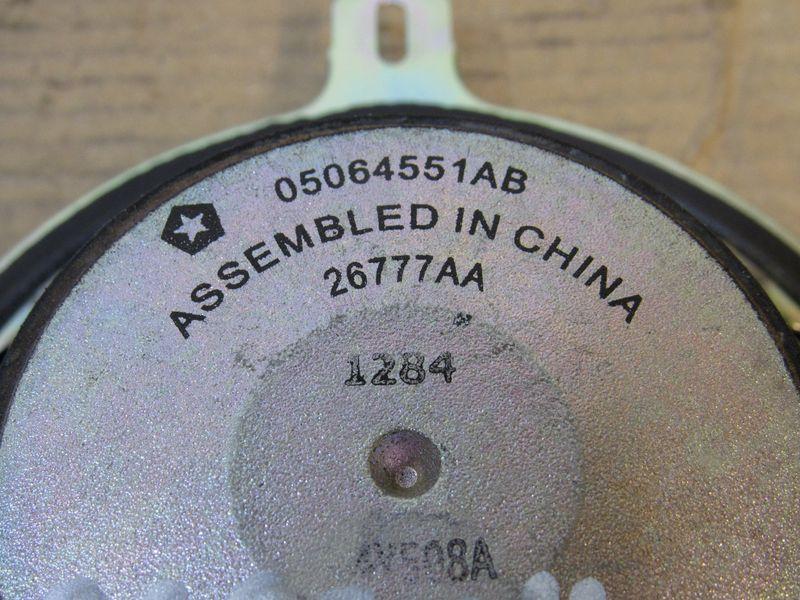 05064551AB
ASSEMBLED IN CHINA
26777AA
1284